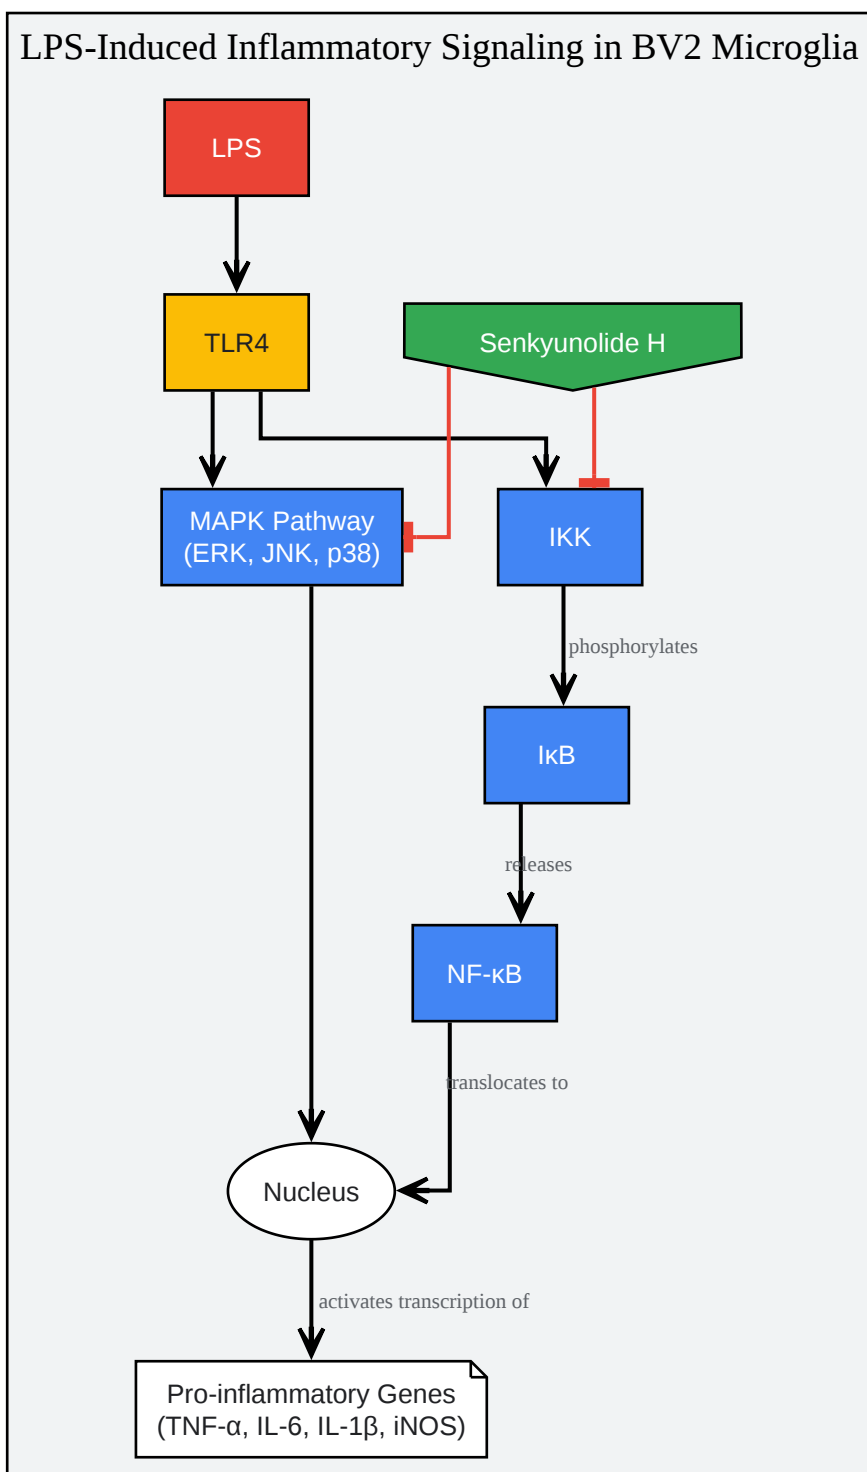 LPS-Induced Inflammatory Signaling in BV2 Microglia
LPS
TLR4
Senkyunolide H
MAPK Pathway
(ERK, JNK, p38)
IKK
phosphorylates
IκB
releases
NF-κB
translocates to
Nucleus
activates transcription of
Pro-inflammatory Genes
(TNF-α, IL-6, IL-1β, iNOS)